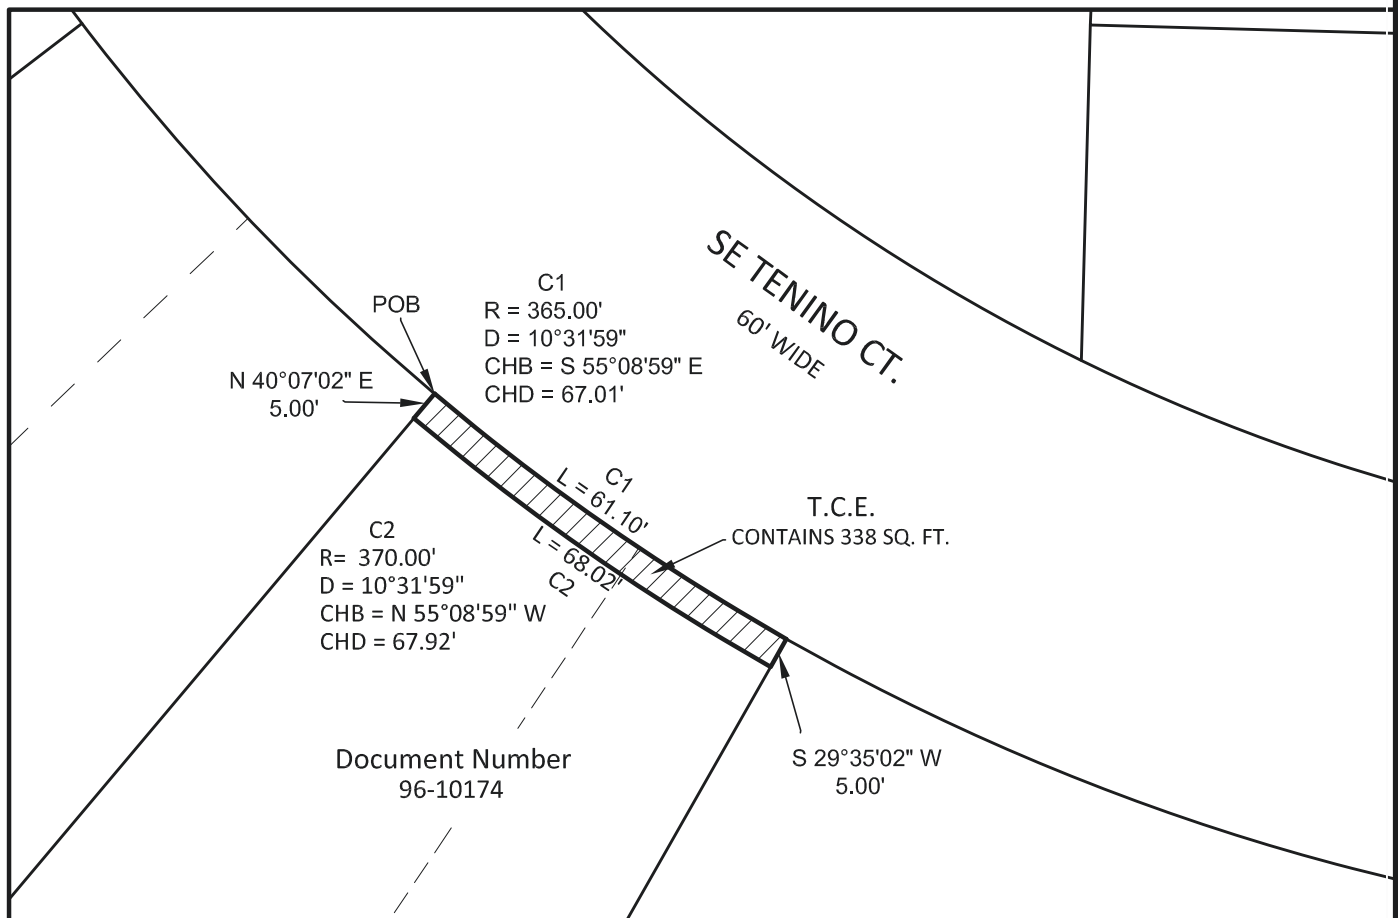 C1
R = 365.00'
D = 10°31'59"
CHB = S 55°08'59" E
CHD = 67.01'
POB
N 40°07'02" E
5.00'
SE TENINO CT.
60' WIDE
C1
L = 61.10'
L = 68.02'
C2
T.C.E.
CONTAINS 338 SQ. FT.
C2
R= 370.00'
D = 10°31'59"
CHB = N 55°08'59" W
CHD = 67.92'
Document Number
96-10174
S 29°35'02" W
5.00'